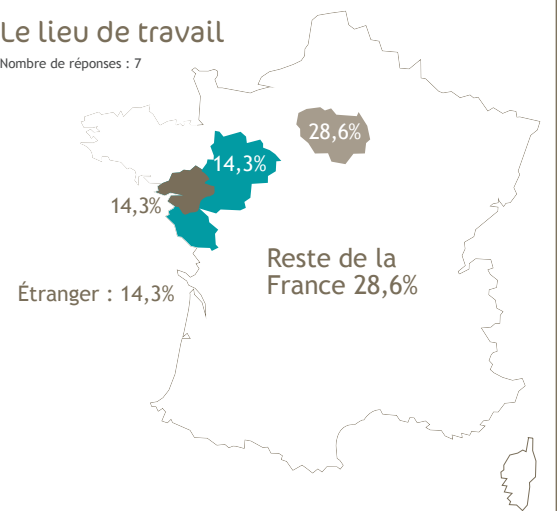 Le lieu de travail
Nombre de réponses : 7
28,6%
14,3%
14,3%
Reste de la
France 28,6%
Étranger : 14,3%